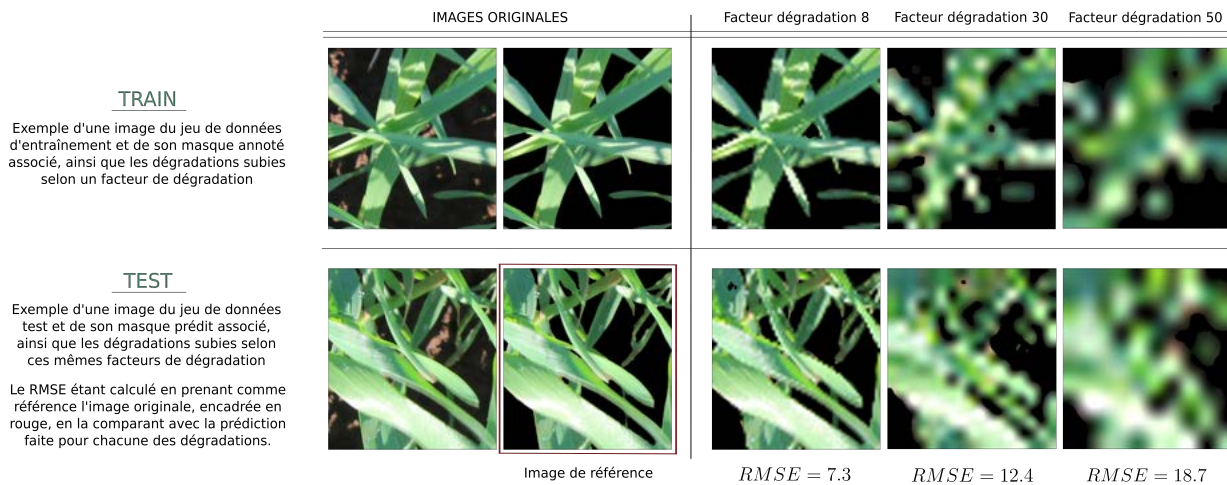 IMAGES ORIGINALES
Facteur dégradation 8
Facteur dégradation 30
Facteur dégradation 50
TRAIN
Exemple d'une image du jeu de données
d'entraînement et de son masque annoté
associé, ainsi que les dégradations subies
selon un facteur de dégradation
TEST
Exemple d'une image du jeu de données
test et de son masque prédit associé,
ainsi que les dégradations subies selon
ces mêmes facteurs de dégradation
Le RMSE étant calculé en prenant comme
référence l'image originale, encadrée en
rouge, en la comparant avec la prédiction
faite pour chacune des dégradations.
Image de référence
RMSE = 7.3
RMSE = 12.4
RMSE = 18.7